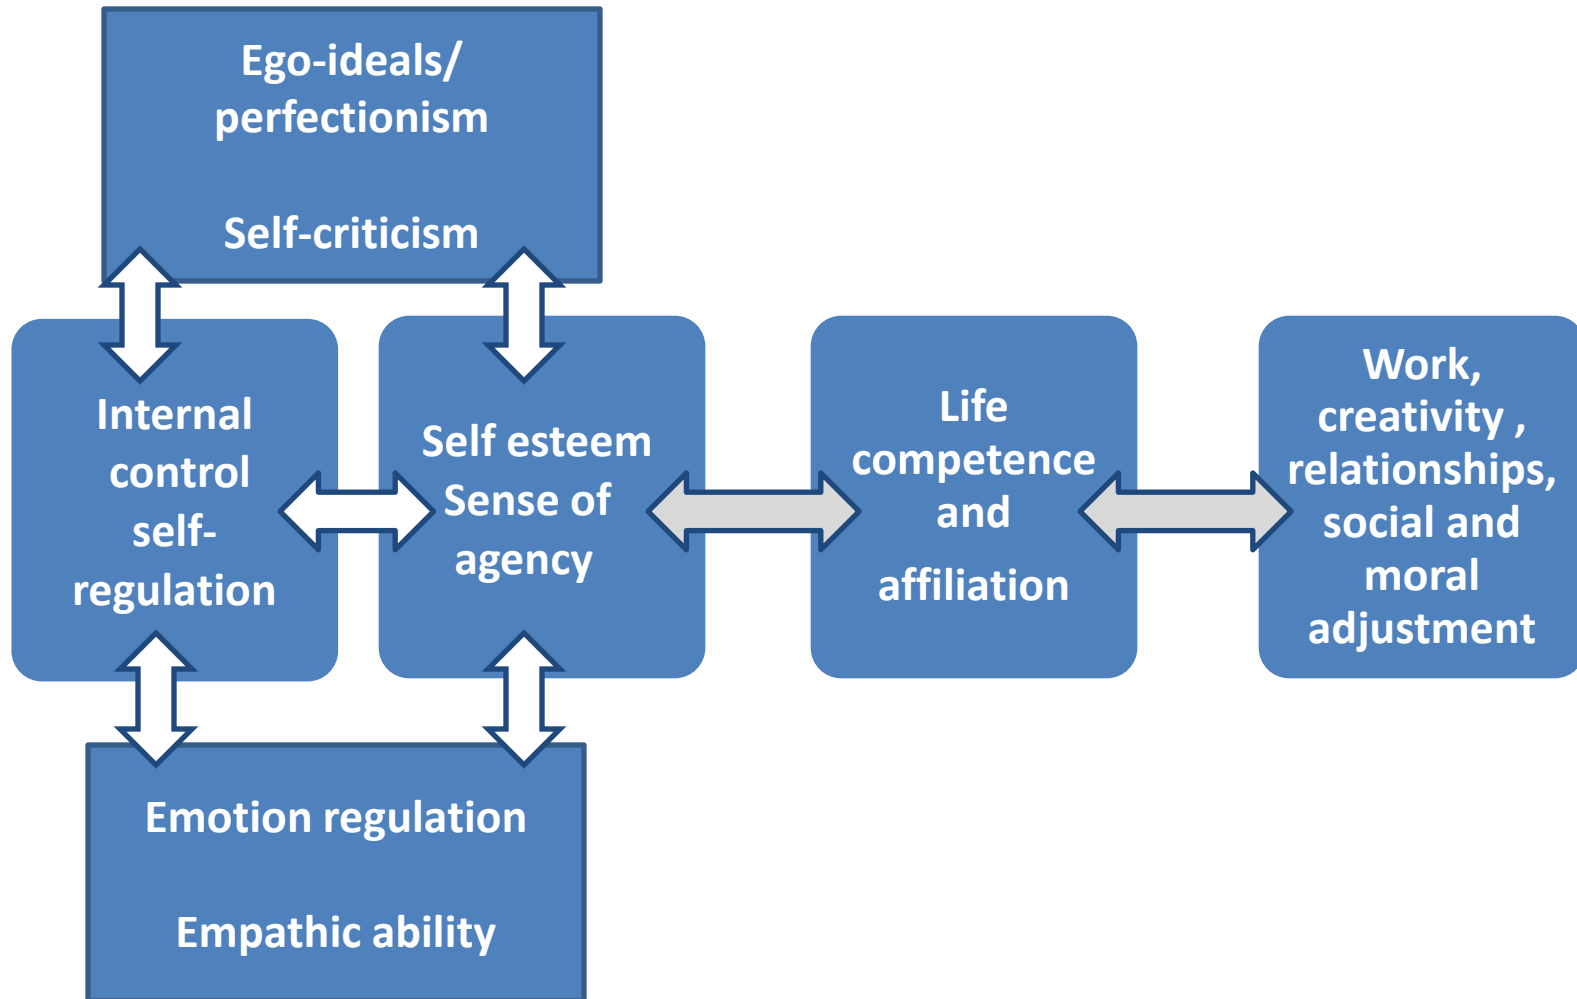 Ego-ideals/
perfectionism
Self-criticism
Internal
control
self-
regulation
Self esteem
Sense of
agency
Life
competence
and
affiliation
Work,
creativity ,
relationships,
social and
moral
adjustment
Emotion regulation
Empathic ability